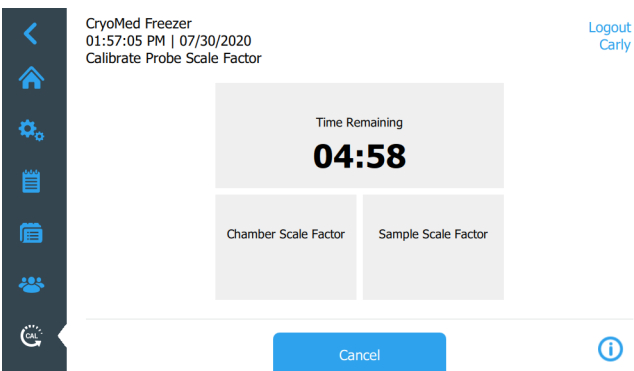 CryoMed Freezer
01:57:05 PM | 07/30/2020
Calibrate Probe Scale Factor
Logout
Carly
Time Remaining
04:58
Chamber Scale Factor
Sample Scale Factor
CAL
Cancel
i